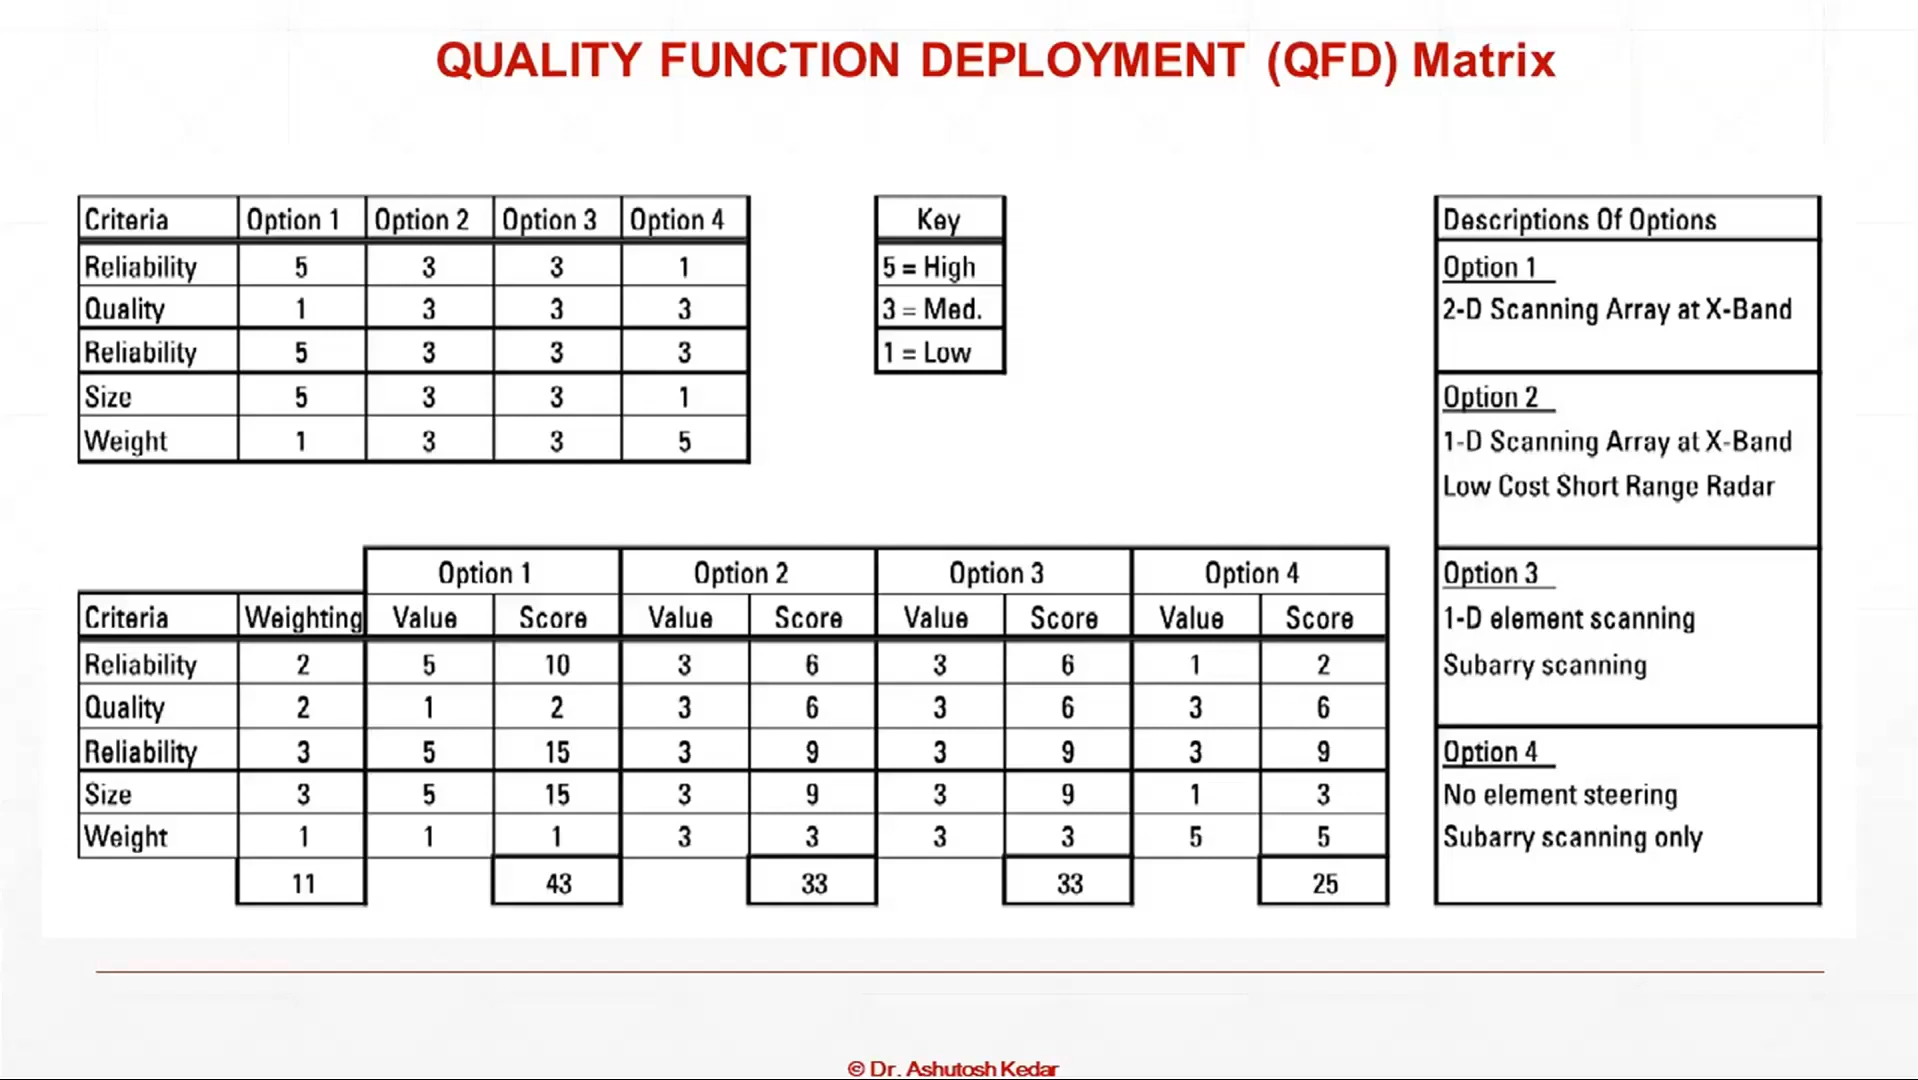 QUALITY FUNCTION DEPLOYMENT (QFD) Matrix
Criteria Option 1 Option 2 Option 3 Option 4
Reliability 5 3 3 1
Quality 1 3 3 3
Reliability 5 3 3 3
Size 5 3 3 1
Weight 1 3 3 5
Key
5 = High
3 = Med.
1 = Low
Option 1 Option 2 Option 3 Option 4
Criteria Weighting Value Score Value Score Value Score Value Score
Reliability 2 5 10 3 6 3 6 1 2
Quality 2 1 2 3 6 3 6 3 6
Reliability 3 5 15 3 9 3 9 3 9
Size 3 5 15 3 9 3 9 1 3
Weight 1 1 1 3 3 3 3 5 5
11 43 33 33 25
Descriptions Of Options
Option 1
2-D Scanning Array at X-Band
Option 2
1-D Scanning Array at X-Band
Low Cost Short Range Radar
Option 3
1-D element scanning
Subarry scanning
Option 4
No element steering
Subarry scanning only
© Dr. Ashutosh Kedar